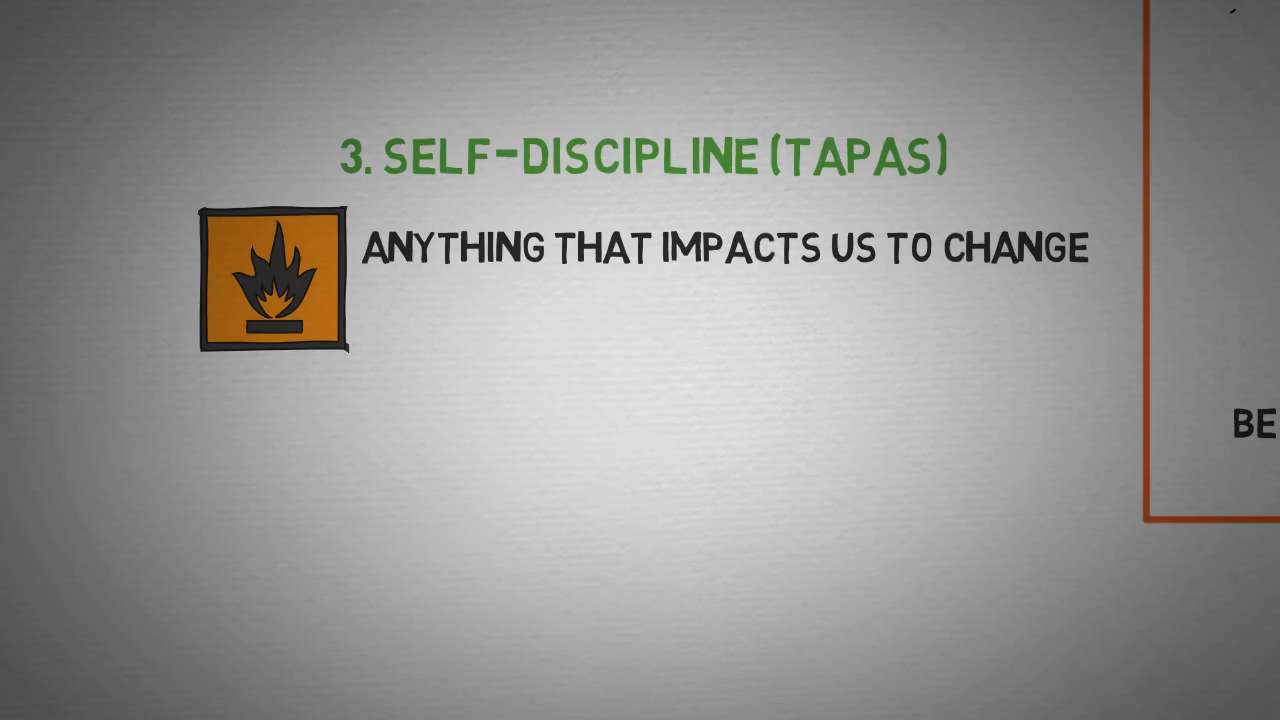 3. SELF-DISCIPLINE (TAPAS)
ANYTHING THAT IMPACTS US TO CHANGE
BE